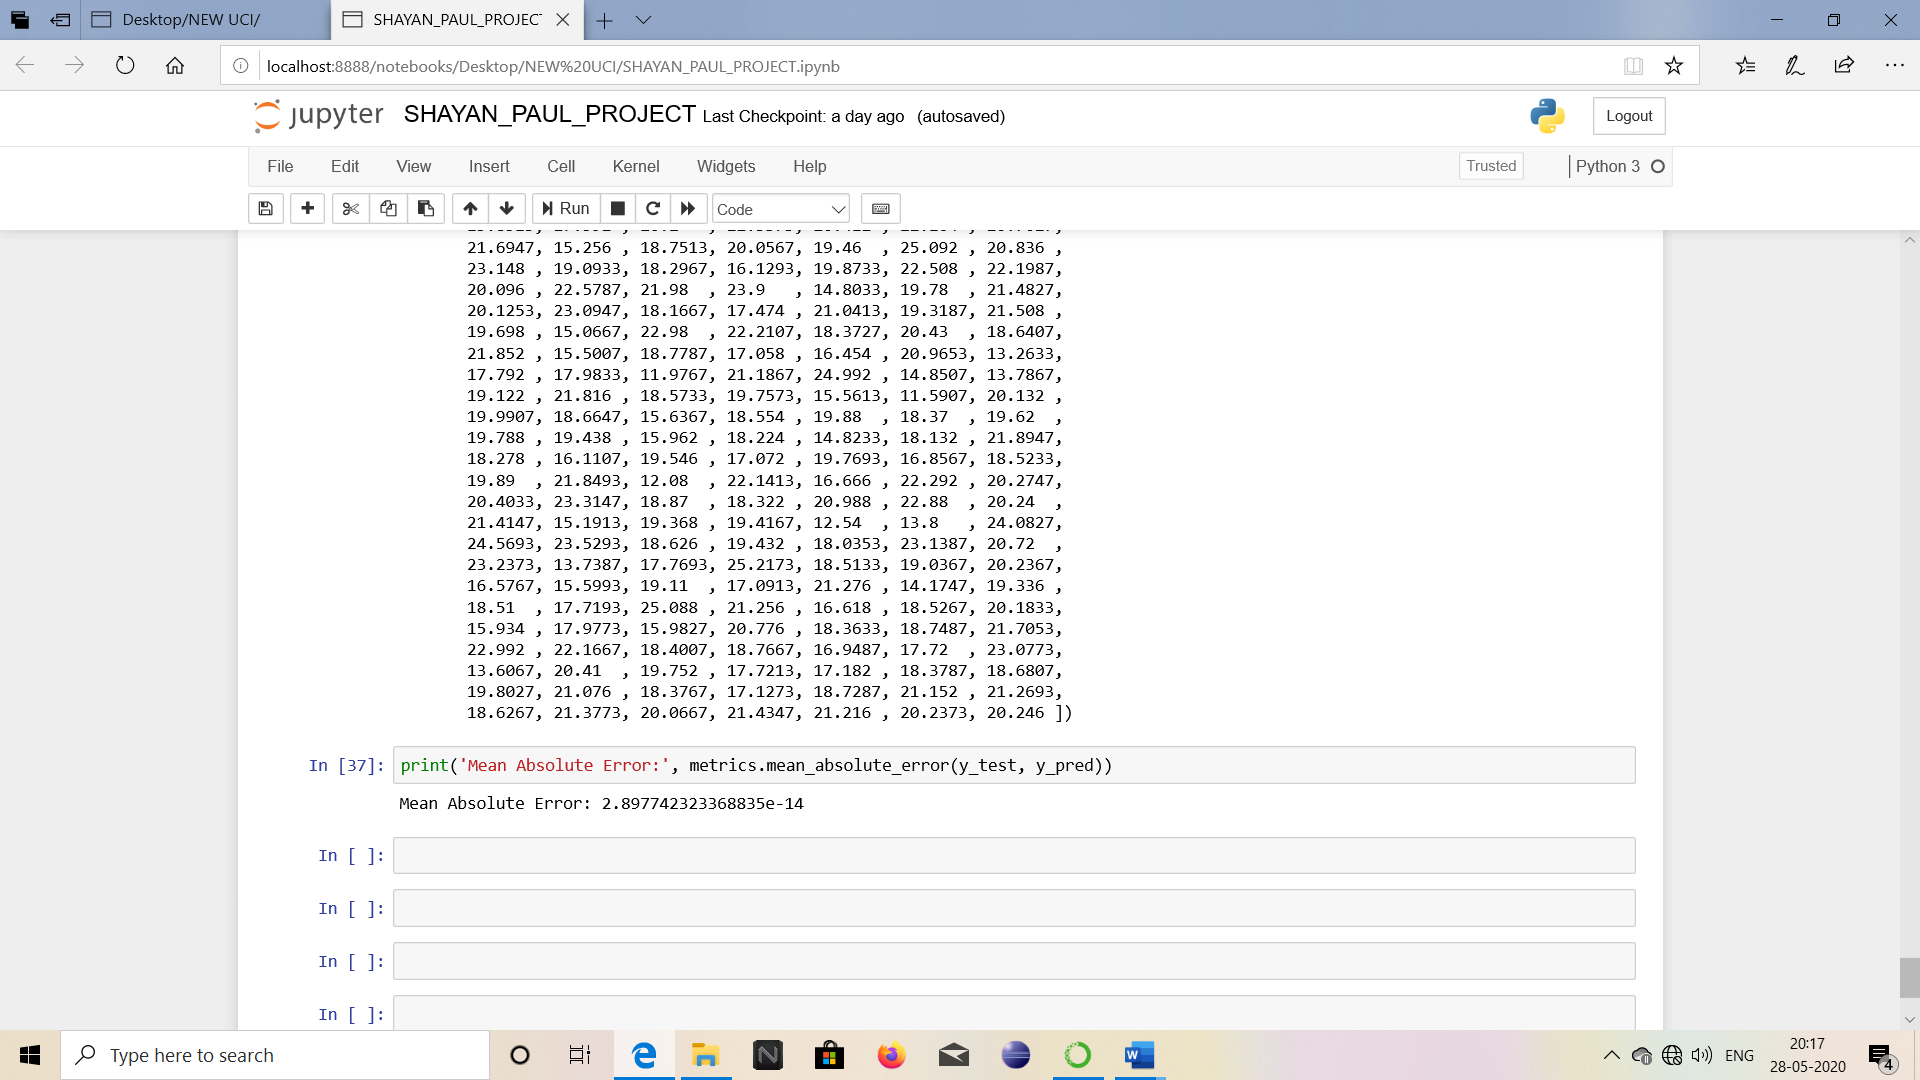 Desktop/NEW UCI/
SHAYAN_PAUL_PROJEC
localhost:8888/notebooks/Desktop/NEW%20UCI/SHAYAN_PAUL_PROJECT.ipynb
jupyter SHAYAN_PAUL_PROJECT Last Checkpoint: a day ago (autosaved)
Logout
File Edit View Insert Cell Kernel Widgets Help
Trusted
Python 3
Run
Code
21.6947, 15.256 , 18.7513, 20.0567, 19.46  , 25.092 , 20.836 ,
23.148 , 19.0933, 18.2967, 16.1293, 19.8733, 22.508 , 22.1987,
20.096 , 22.5787, 21.98  , 23.9   , 14.8033, 19.78  , 21.4827,
20.1253, 23.0947, 18.1667, 17.474 , 21.0413, 19.3187, 21.508 ,
19.698 , 15.0667, 22.98  , 22.2107, 18.3727, 20.43  , 18.6407,
21.852 , 15.5007, 18.7787, 17.058 , 16.454 , 20.9653, 13.2633,
17.792 , 17.9833, 11.9767, 21.1867, 24.992 , 14.8507, 13.7867,
19.122 , 21.816 , 18.5733, 19.7573, 15.5613, 11.5907, 20.132 ,
19.9907, 18.6647, 15.6367, 18.554 , 19.88  , 18.37  , 19.62  ,
19.788 , 19.438 , 15.962 , 18.224 , 14.8233, 18.132 , 21.8947,
18.278 , 16.1107, 19.546 , 17.072 , 19.7693, 16.8567, 18.5233,
19.89  , 21.8493, 12.08  , 22.1413, 16.666 , 22.292 , 20.2747,
20.4033, 23.3147, 18.87  , 18.322 , 20.988 , 22.88  , 20.24  ,
21.4147, 15.1913, 19.368 , 19.4167, 12.54  , 13.8   , 24.0827,
24.5693, 23.5293, 18.626 , 19.432 , 18.0353, 23.1387, 20.72  ,
23.2373, 13.7387, 17.7693, 25.2173, 18.5133, 19.0367, 20.2367,
16.5767, 15.5993, 19.11  , 17.0913, 21.276 , 14.1747, 19.336 ,
18.51  , 17.7193, 25.088 , 21.256 , 16.618 , 18.5267, 20.1833,
15.934 , 17.9773, 15.9827, 20.776 , 18.3633, 18.7487, 21.7053,
22.992 , 22.1667, 18.4007, 18.7667, 16.9487, 17.72  , 23.0773,
13.6067, 20.41  , 19.752 , 17.7213, 17.182 , 18.3787, 18.6807,
19.8027, 21.076 , 18.3767, 17.1273, 18.7287, 21.152 , 21.2693,
18.6267, 21.3773, 20.0667, 21.4347, 21.216 , 20.2373, 20.246 ])
In [37]: print('Mean Absolute Error:', metrics.mean_absolute_error(y_test, y_pred))
Mean Absolute Error: 2.897742323368835e-14
In [ ]:
In [ ]:
In [ ]:
In [ ]:
Type here to search
ENG
20:17
28-05-2020
4